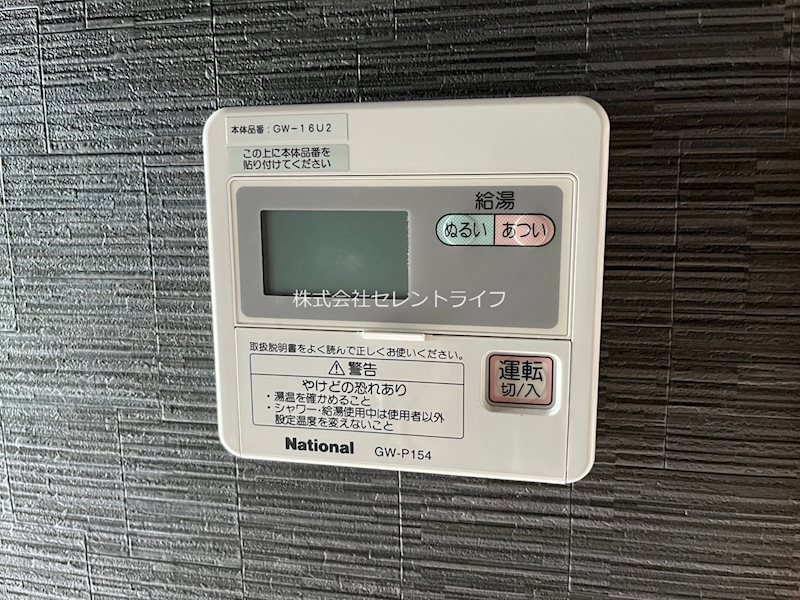 本体品番：GW-16U2
この上に本体品番を
貼り付けてください
給湯
ぬるい あつい
株式会社セレントライフ
取扱説明書をよく読んで正しくお使いください。
⚠警告
やけどの恐れあり
・湯温を確かめること
・シャワー・給湯使用中は使用者以外
設定温度を変えないこと
運転
切/入
National GW-P154